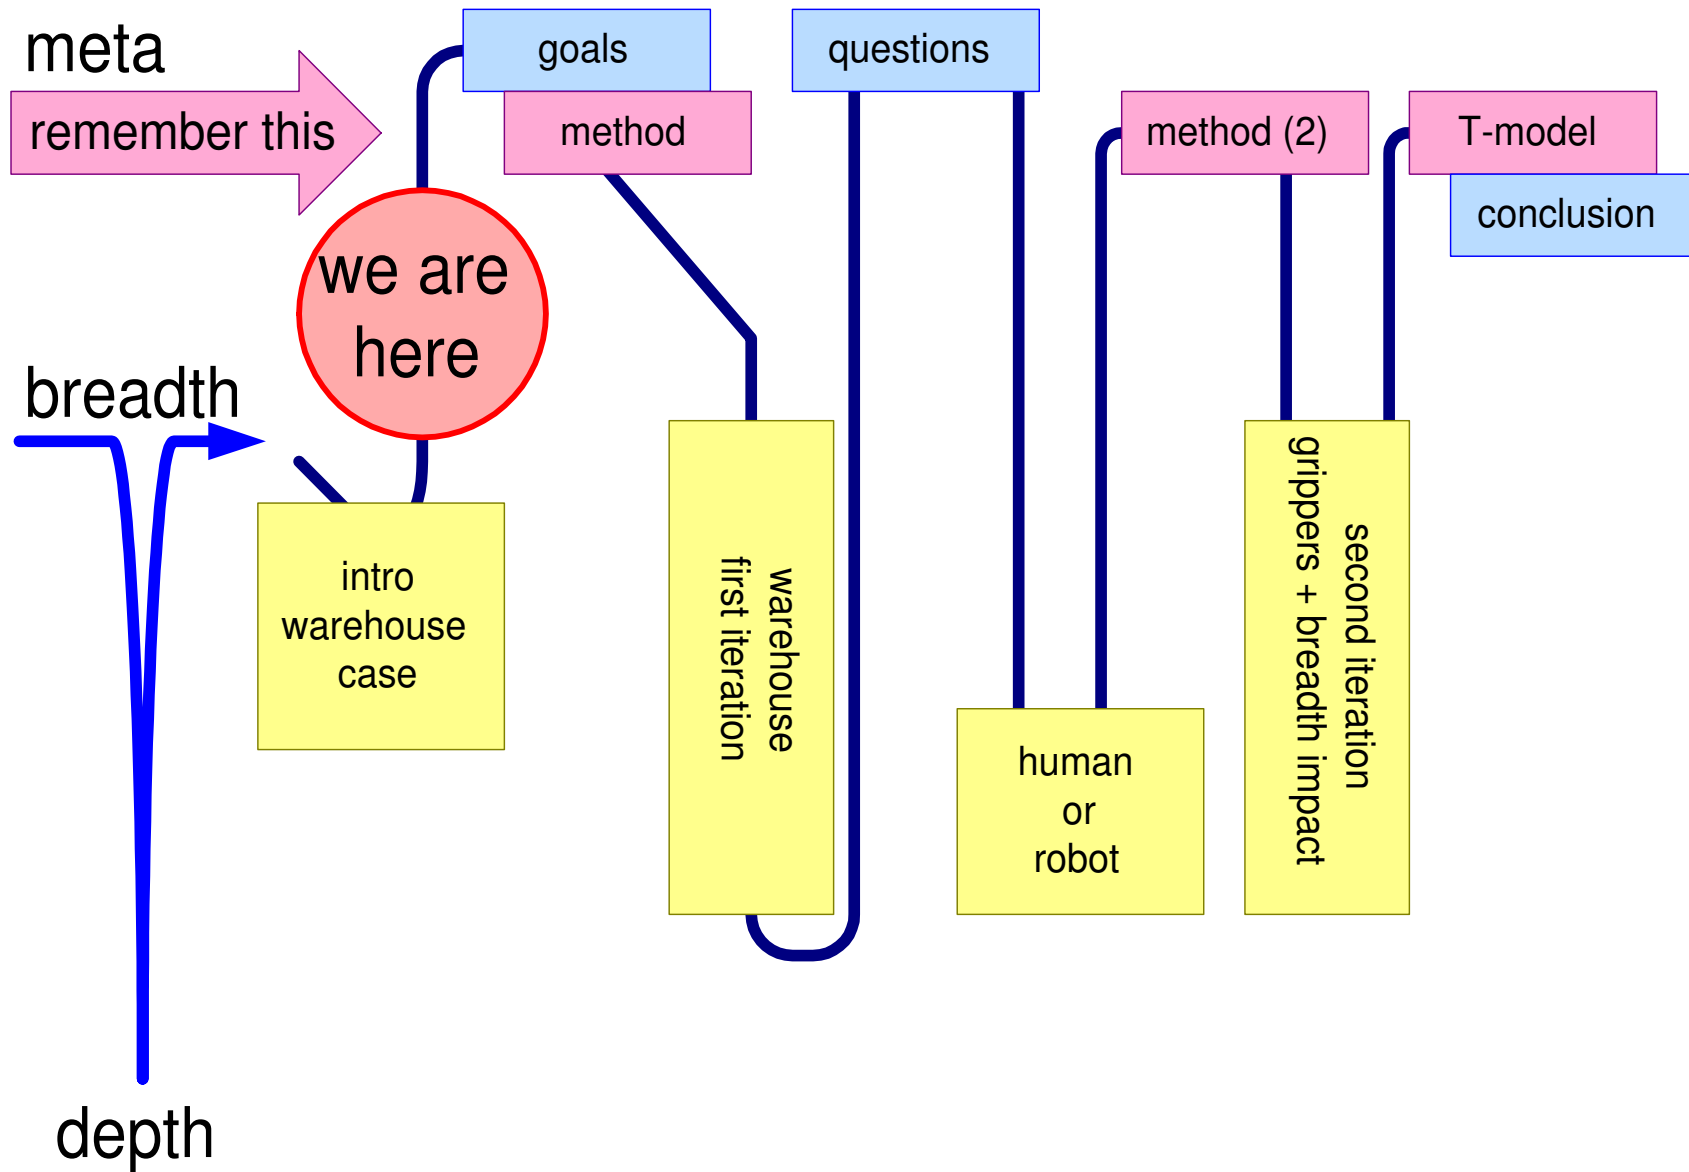 meta
remember this
goals
method
questions
method (2)
T-model
conclusion
we are
here
breadth
intro
warehouse
case
warehouse
first iteration
human
or
robot
second iteration
grippers + breadth impact
depth